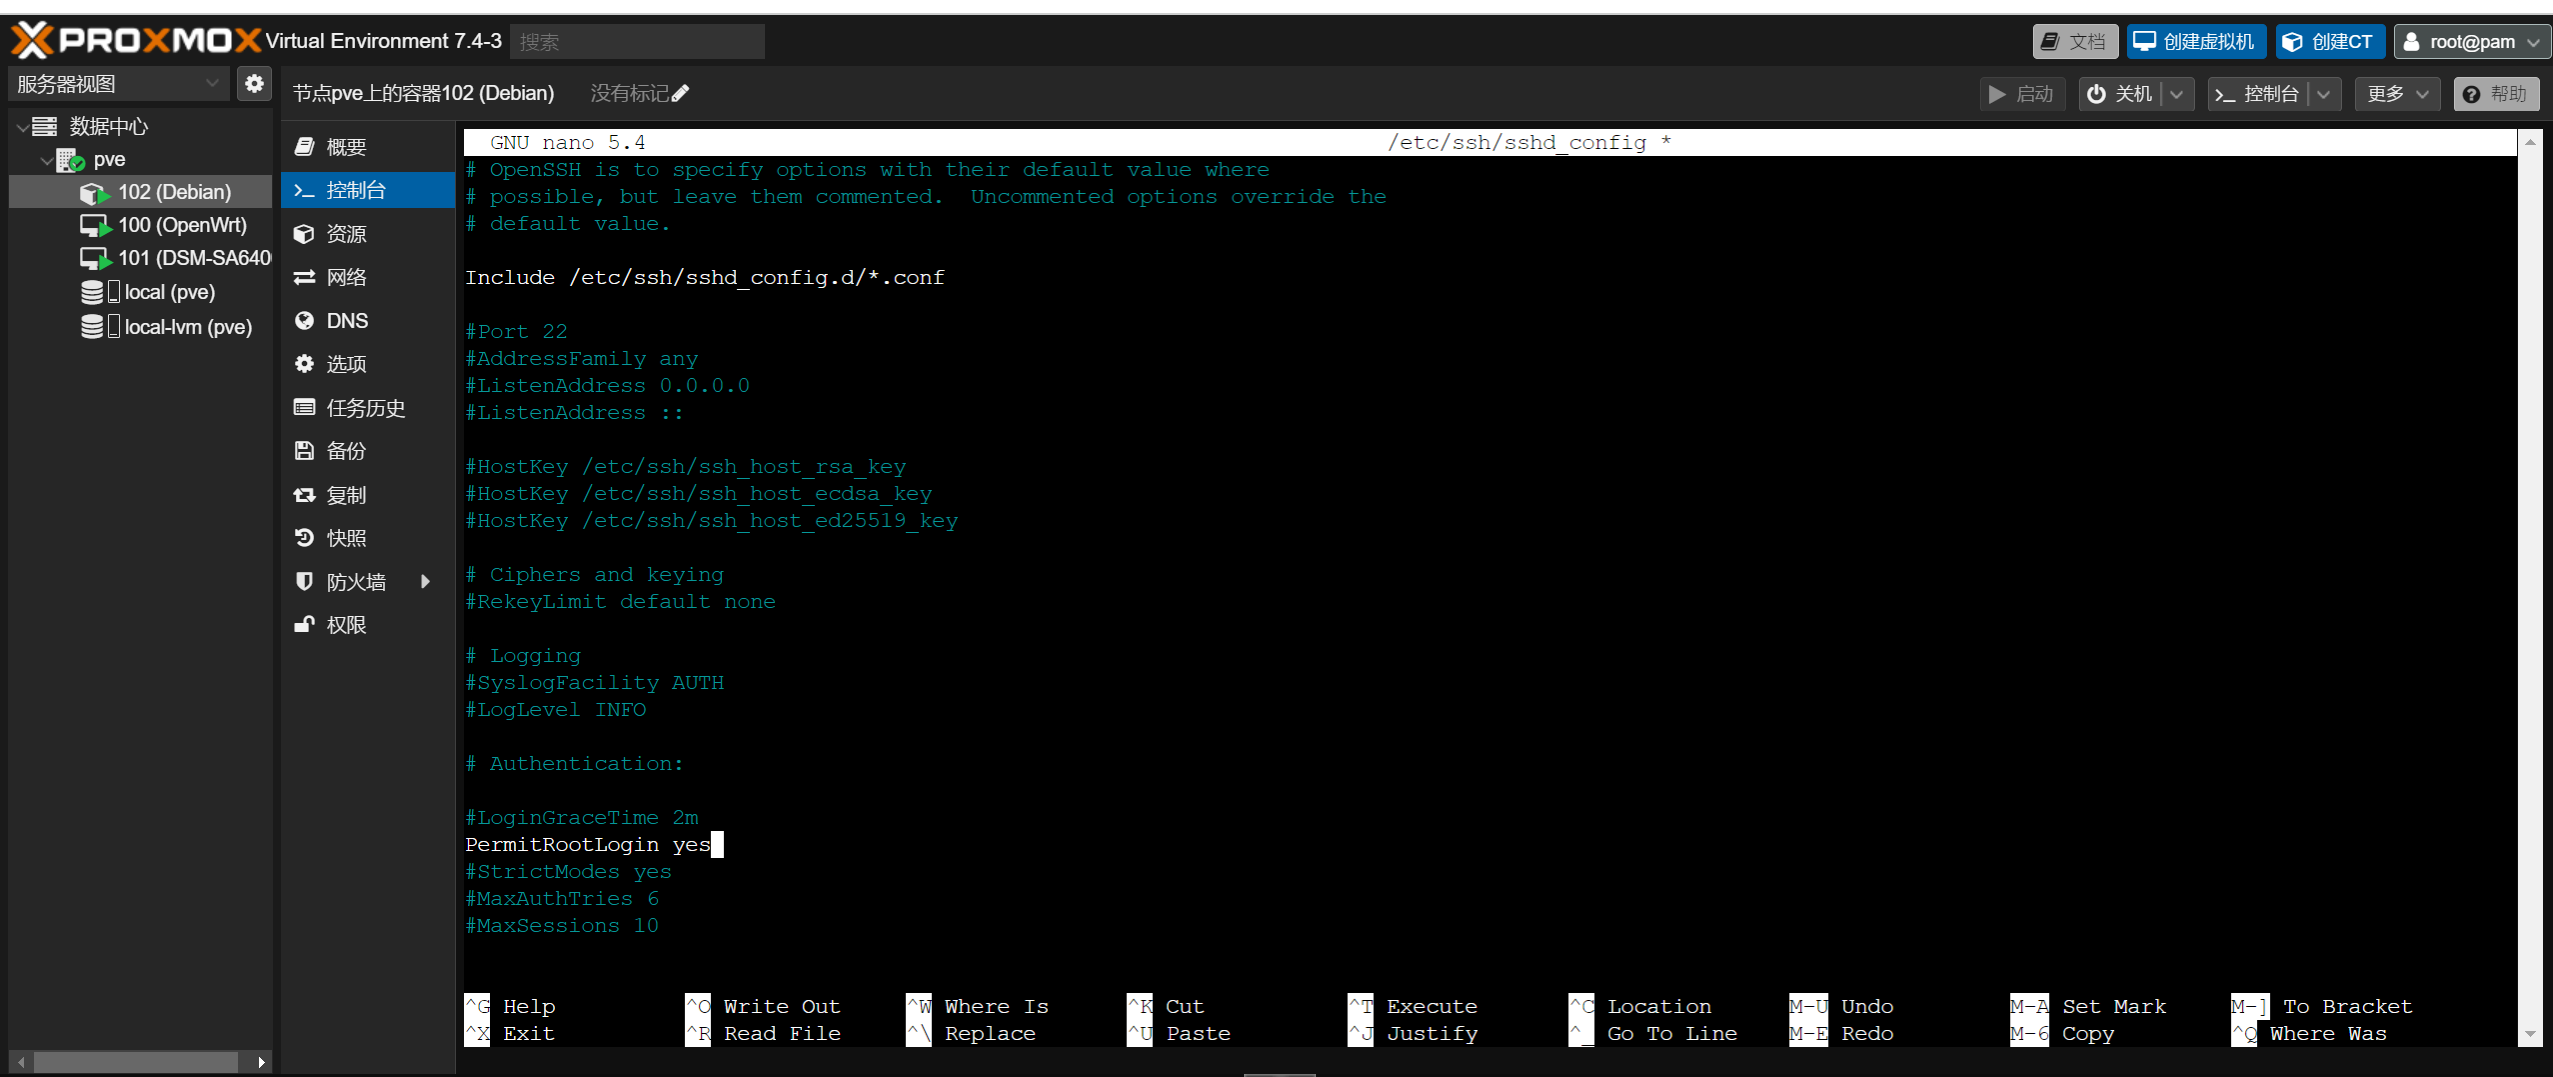 PROXMOX Virtual Environment 7.4-3 搜索 文档 创建虚拟机 创建CT root@pam
服务器视图
数据中心
pve
102 (Debian)
100 (OpenWrt)
101 (DSM-SA640
local (pve)
local-lvm (pve)
节点pve上的容器102 (Debian) 没有标记 启动 关机 控制台 更多 帮助
概要
控制台
资源
网络
DNS
选项
任务历史
备份
复制
快照
防火墙
权限
GNU nano 5.4 /etc/ssh/sshd_config *
# OpenSSH is to specify options with their default value where
# possible, but leave them commented.  Uncommented options override the
# default value.
Include /etc/ssh/sshd_config.d/*.conf
#Port 22
#AddressFamily any
#ListenAddress 0.0.0.0
#ListenAddress ::
#HostKey /etc/ssh/ssh_host_rsa_key
#HostKey /etc/ssh/ssh_host_ecdsa_key
#HostKey /etc/ssh/ssh_host_ed25519_key
# Ciphers and keying
#RekeyLimit default none
# Logging
#SyslogFacility AUTH
#LogLevel INFO
# Authentication:
#LoginGraceTime 2m
PermitRootLogin yes
#StrictModes yes
#MaxAuthTries 6
#MaxSessions 10
^G Help ^O Write Out ^W Where Is ^K Cut ^T Execute ^C Location M-U Undo M-A Set Mark M-] To Bracket
^X Exit ^R Read File ^\ Replace ^U Paste ^J Justify ^_ Go To Line M-E Redo M-6 Copy ^Q Where Was